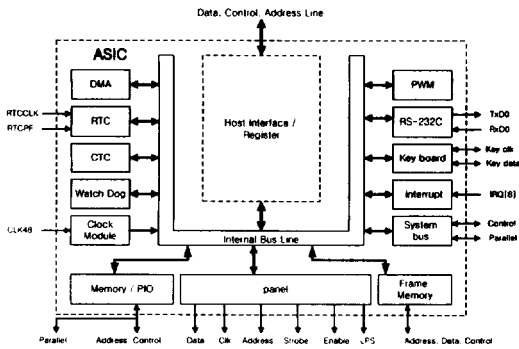 Data, Control, Address Line
ASIC
DMA
RTC
CTC
Watch Dog
Clock
Module
RTCCLK
RTCPF
CLK48
Host Interface /
Register
Internal Bus Line
PWM
RS-232C
Key board
Interrupt
System
bus
TxD0
RxD0
Key clk
Key data
IRQ(8)
Control
Parallel
Memory / PIO
panel
Frame
Memory
Parallel
Address Control
Data
Clk
Address
Strobe
Enable
LPS
Address, Data, Control